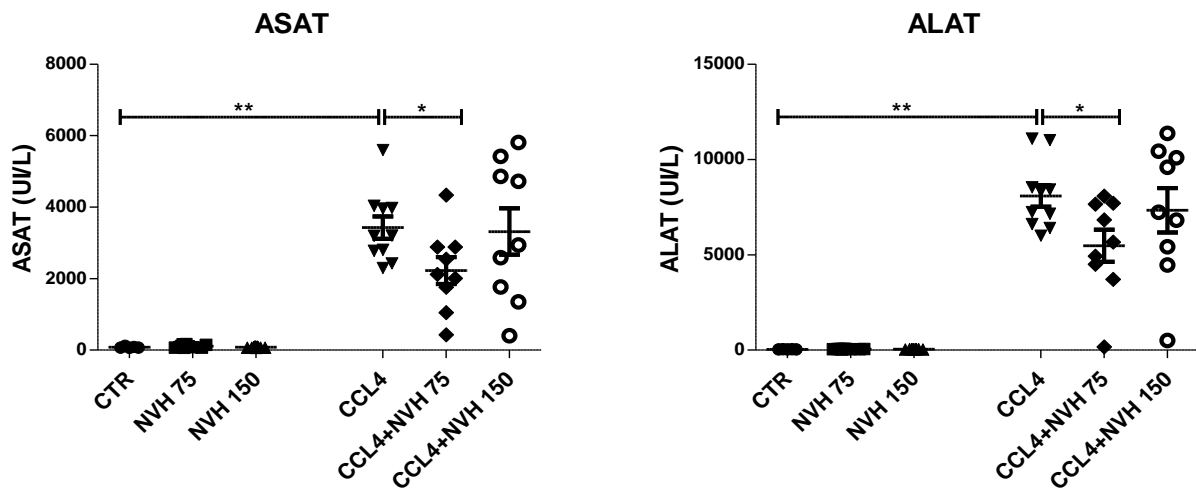 ASAT
ASAT (UI/L)
8000
6000
4000
2000
0
**
*
CTR
NVH 75
NVH 150
CCL4
CCL4+NVH 75
CCL4+NVH 150
ALAT
ALAT (UI/L)
15000
10000
5000
0
**
*
CTR
NVH 75
NVH 150
CCL4
CCL4+NVH 75
CCL4+NVH 150